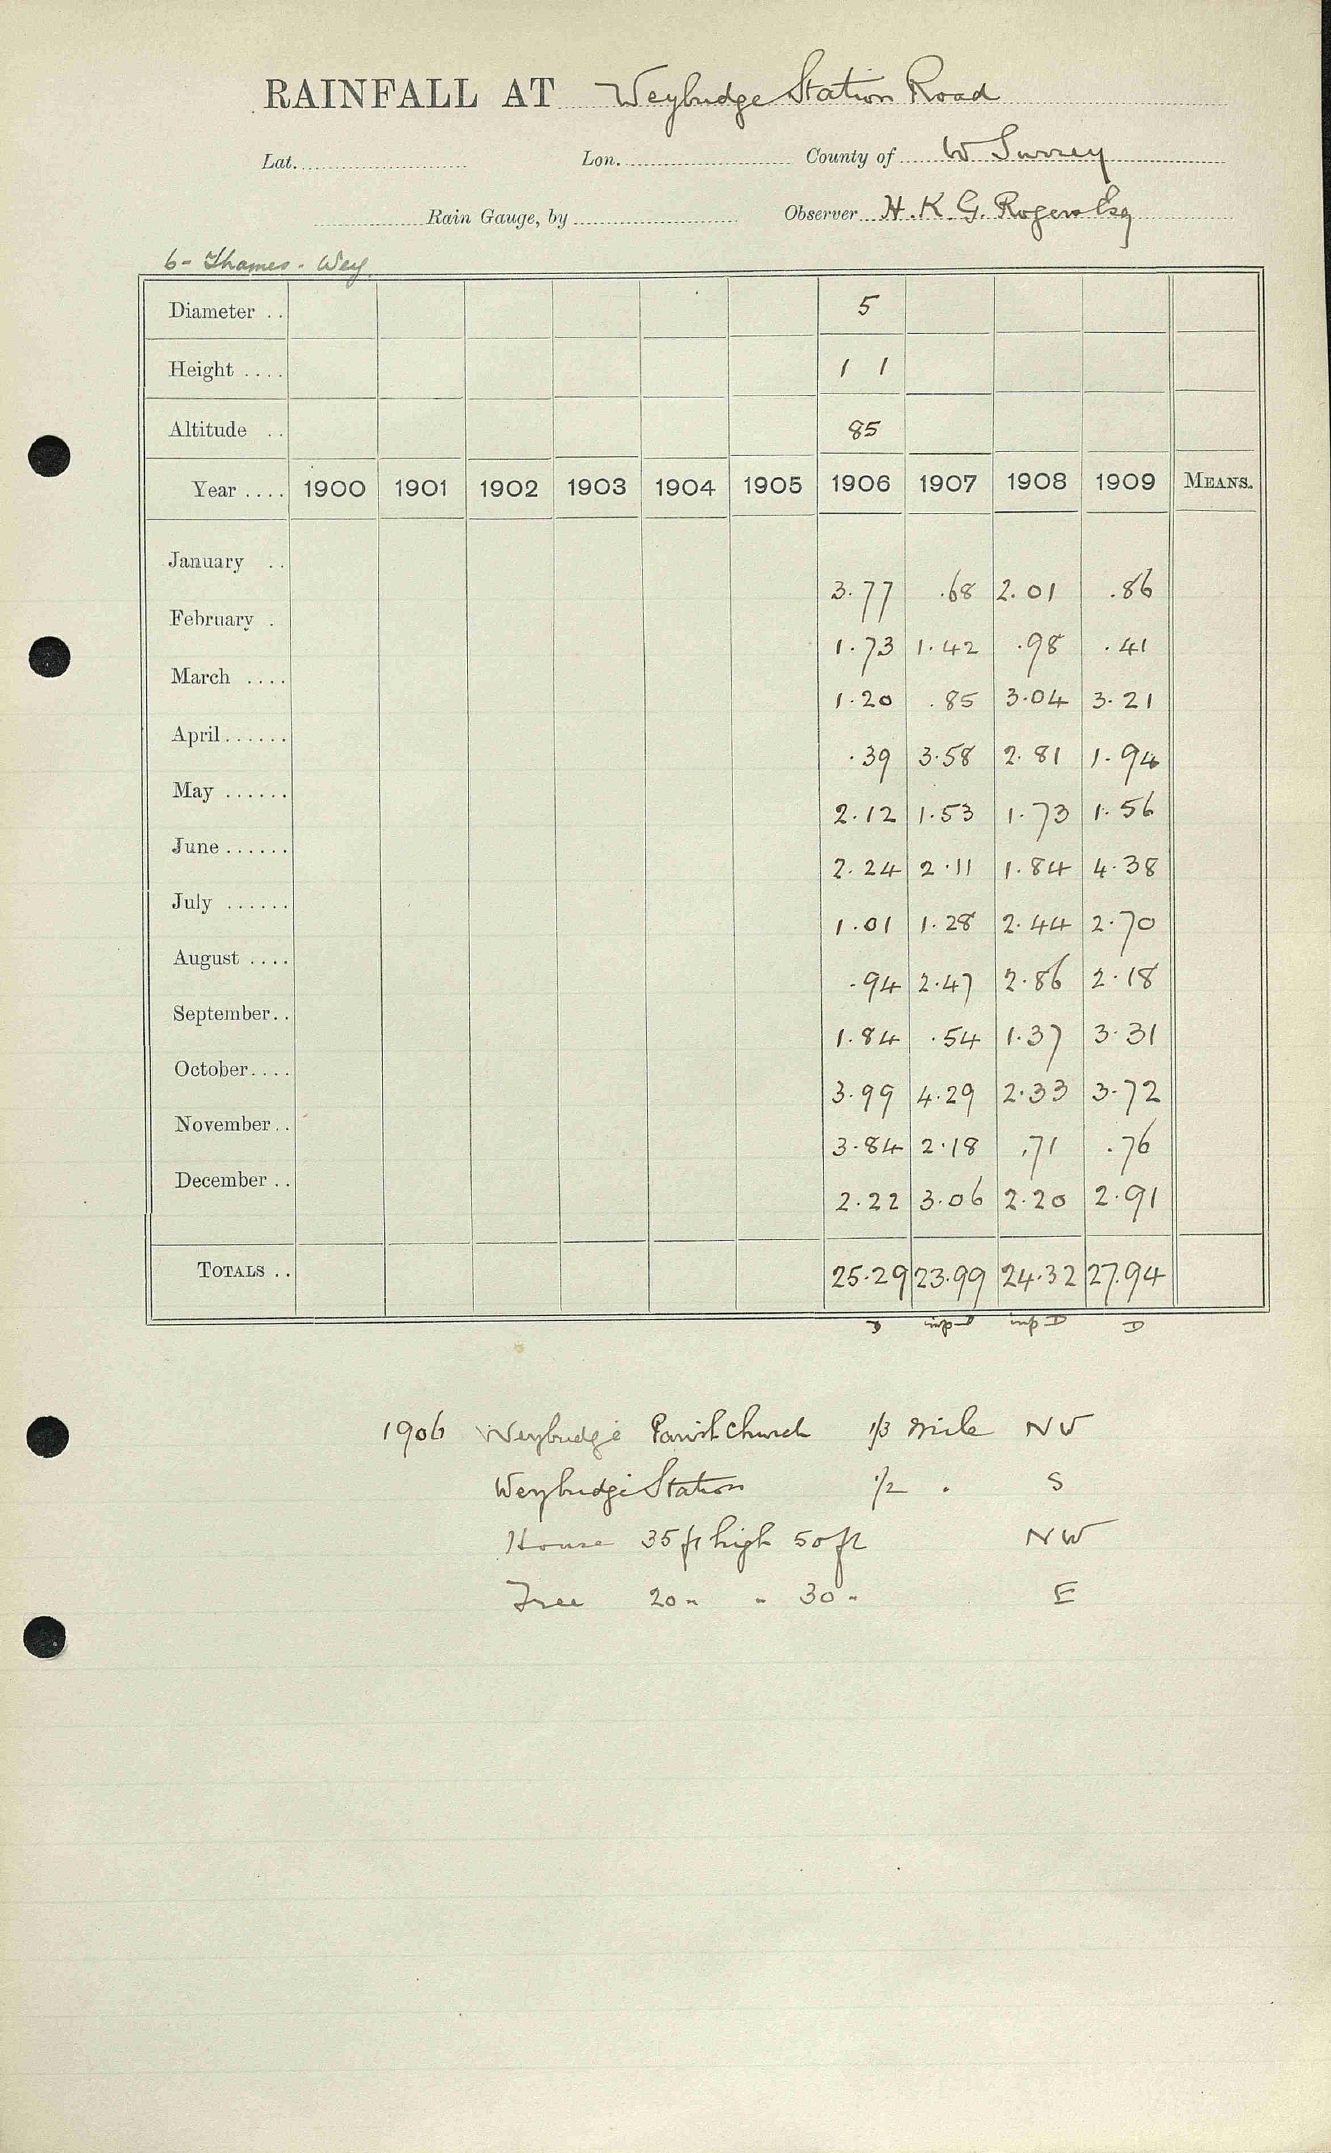 RAINFALL AT Weybridge Station Road
Lat. Lon. County of W Surrey
Rain Gauge, by Observer H. K. G. Rogers Esq
6- Thames - Wey
Diameter .. 5
Height .... 1 1
Altitude .. 85
Year .... 1900 1901 1902 1903 1904 1905 1906 1907 1908 1909 MEANS.
January .. 3.77 .68 2.01 .86
February . 1.73 1.42 .98 .41
March .... 1.20 .85 3.04 3.21
April...... .39 3.58 2.81 1.94
May ...... 2.12 1.53 1.73 1.56
June ...... 2.24 2.11 1.84 4.38
July ...... 1.01 1.28 2.44 2.70
August .... .94 2.47 2.86 2.18
September.. 1.84 .54 1.37 3.31
October.... 3.99 4.29 2.33 3.72
November.. 3.84 2.18 .71 .76
December .. 2.22 3.06 2.20 2.91
TOTALS .. 25.29 23.99 24.32 27.94
1906 Weybridge Parish Church 1/3 mile NW
Weybridge Station 1/2 " S
House 35 ft high 50 ft NW
Tree 20 " " 30 " E